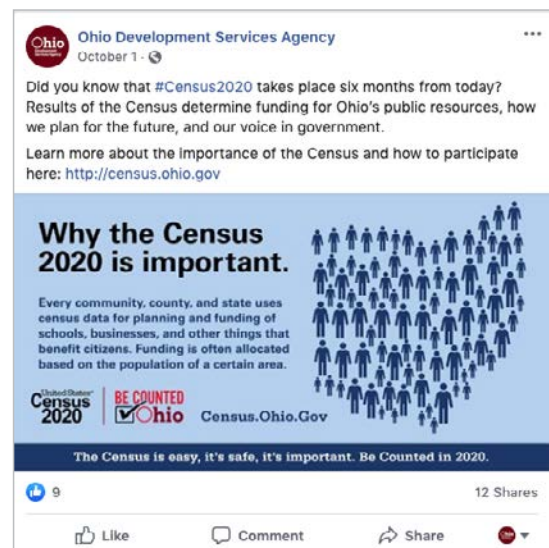 Ohio
Ohio Development Services Agency
October 1 ·
Did you know that #Census2020 takes place six months from today?
Results of the Census determine funding for Ohio's public resources, how
we plan for the future, and our voice in government.
Learn more about the importance of the Census and how to participate
here: http://census.ohio.gov
Why the Census
2020 is important.
Every community, county, and state uses
census data for planning and funding of
schools, businesses, and other things that
benefit citizens. Funding is often allocated
based on the population of a certain area.
United States®
Census
2020
BE COUNTED
Ohio
Census.Ohio.Gov
The Census is easy, it's safe, it's important. Be Counted in 2020.
9
12 Shares
Like
Comment
Share